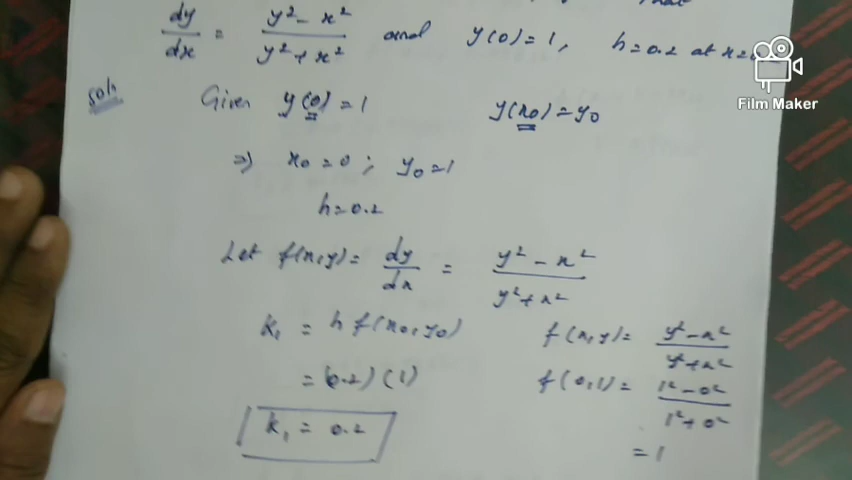 that
dy/dx = y² - x² / y² + x² and y(0)=1, h=0.2 at x=0.
Film Maker
Soln Given y(0)=1 y(x₀)=y₀
⇒ x₀=0; y₀=1
h=0.2
Let f(x,y)= dy/dx = y² - x² / y²+x²
K₁ = h f(x₀,y₀) f(x,y)= y²-x² / y²+x²
= (0.2)(1) f(0,1)= 1²-0² / 1²+0²
K₁ = 0.2
= 1